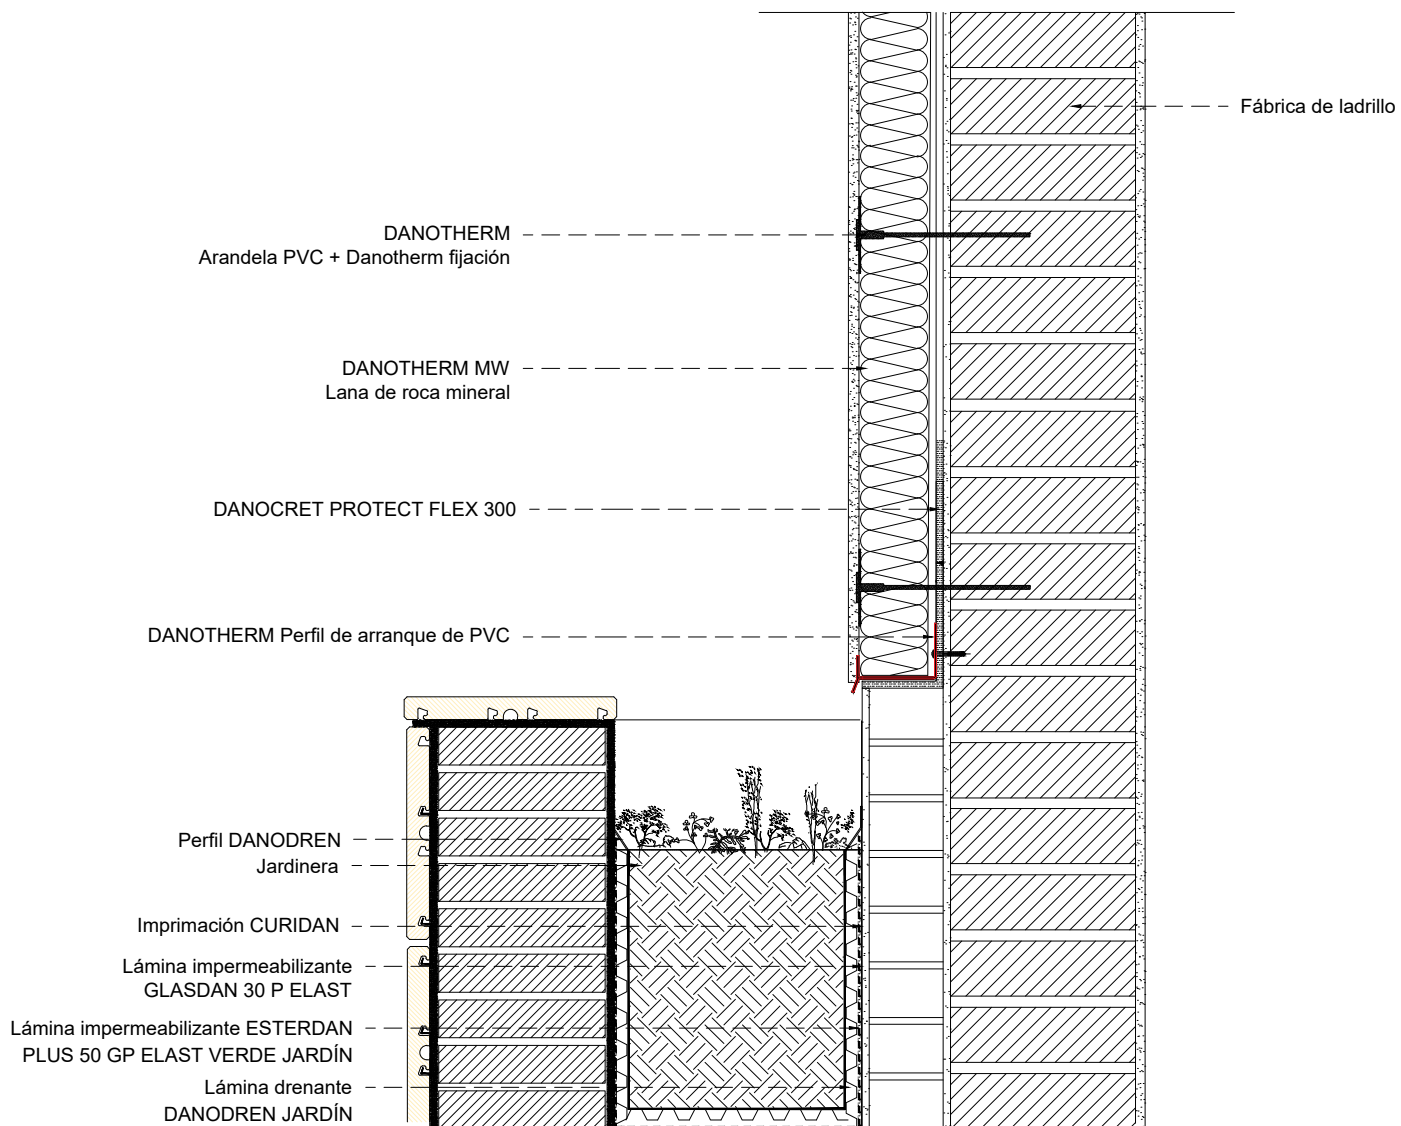 Fábrica de ladrillo
DANOTHERM
Arandela PVC + Danotherm fijación
DANOTHERM MW
Lana de roca mineral
DANOCRET PROTECT FLEX 300
DANOTHERM Perfil de arranque de PVC
Perfil DANODREN
Jardinera
Imprimación CURIDAN
Lámina impermeabilizante
GLASDAN 30 P ELAST
Lámina impermeabilizante ESTERDAN
PLUS 50 GP ELAST VERDE JARDÍN
Lámina drenante
DANODREN JARDÍN